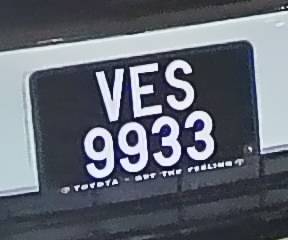 VES
9933
TOYOTA - GET THE FEELING